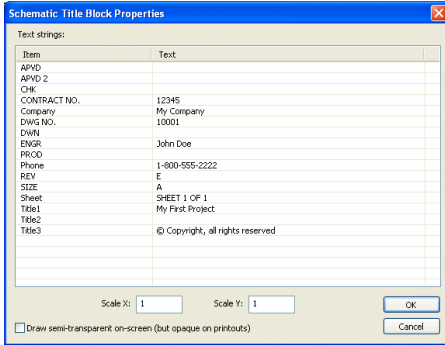 Schematic Title Block Properties
Text strings:
Item Text
APVD
APVD 2
CHK
CONTRACT NO. 12345
Company My Company
DWG NO. 10001
DWN
ENGR John Doe
PROD
Phone 1-800-555-2222
REV E
SIZE A
Sheet SHEET 1 OF 1
Title1 My First Project
Title2
Title3 © Copyright, all rights reserved
Scale X: 1 Scale Y: 1 OK
Draw semi-transparent on-screen (but opaque on printouts) Cancel